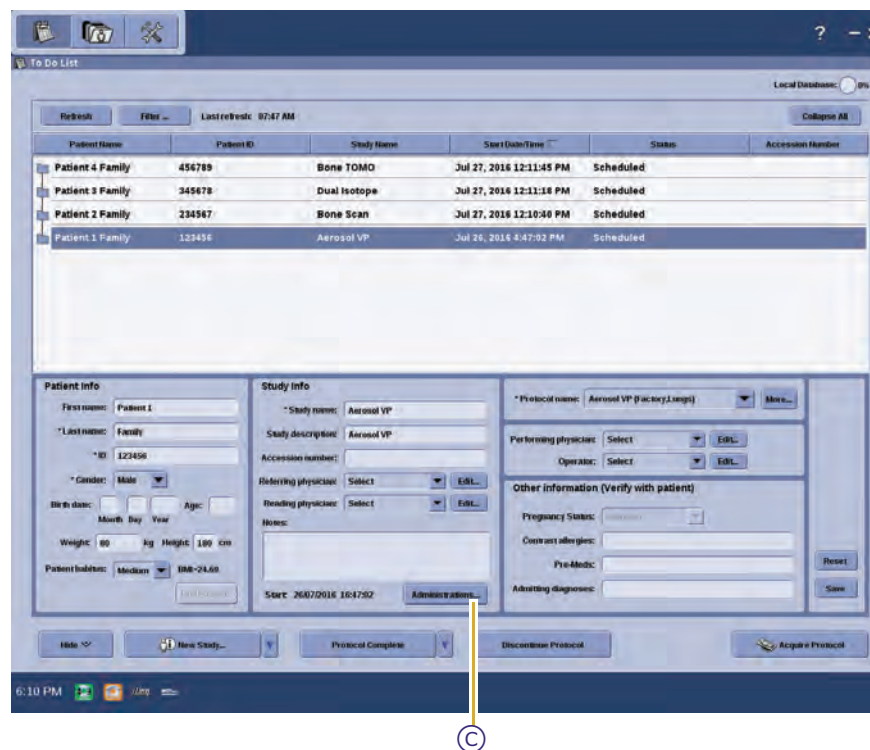 ?
To Do List
Local Database: 0%
Refresh Filter ... Last refresh: 07:47 AM Collapse All
Patient Name Patient ID Study Name Start Date/Time Status Accession Number
Patient 4 Family 456789 Bone TOMO Jul 27, 2016 12:11:45 PM Scheduled
Patient 3 Family 345678 Dual Isotope Jul 27, 2016 12:11:18 PM Scheduled
Patient 2 Family 234567 Bone Scan Jul 27, 2016 12:10:40 PM Scheduled
Patient 1 Family 123456 Aerosol VP Jul 26, 2016 4:47:02 PM Scheduled
Patient Info
First name: Patient 1
*Last name: Family
*ID 123456
*Gender: Male
Birth date: Age:
Month Day Year
Weight: 80 kg Height: 180 cm
Patient habitus: Medium BMI=24.69
Study Info
*Study name: Aerosol VP
Study description: Aerosol VP
Accession number:
Referring physician: Select Edit...
Reading physician: Select Edit...
Notes:
Start: 26/07/2016 16:47:02 Administrations...
*Protocol name: Aerosol VP (Factory,Lungs) More...
Performing physician: Select Edit...
Operator: Select Edit...
Other information (Verify with patient)
Pregnancy Status:
Contrast allergies:
Pre-Meds:
Admitting diagnoses:
Reset
Save
Hide New Study... Protocol Complete Discontinue Protocol Acquire Protocol
6:10 PM
C